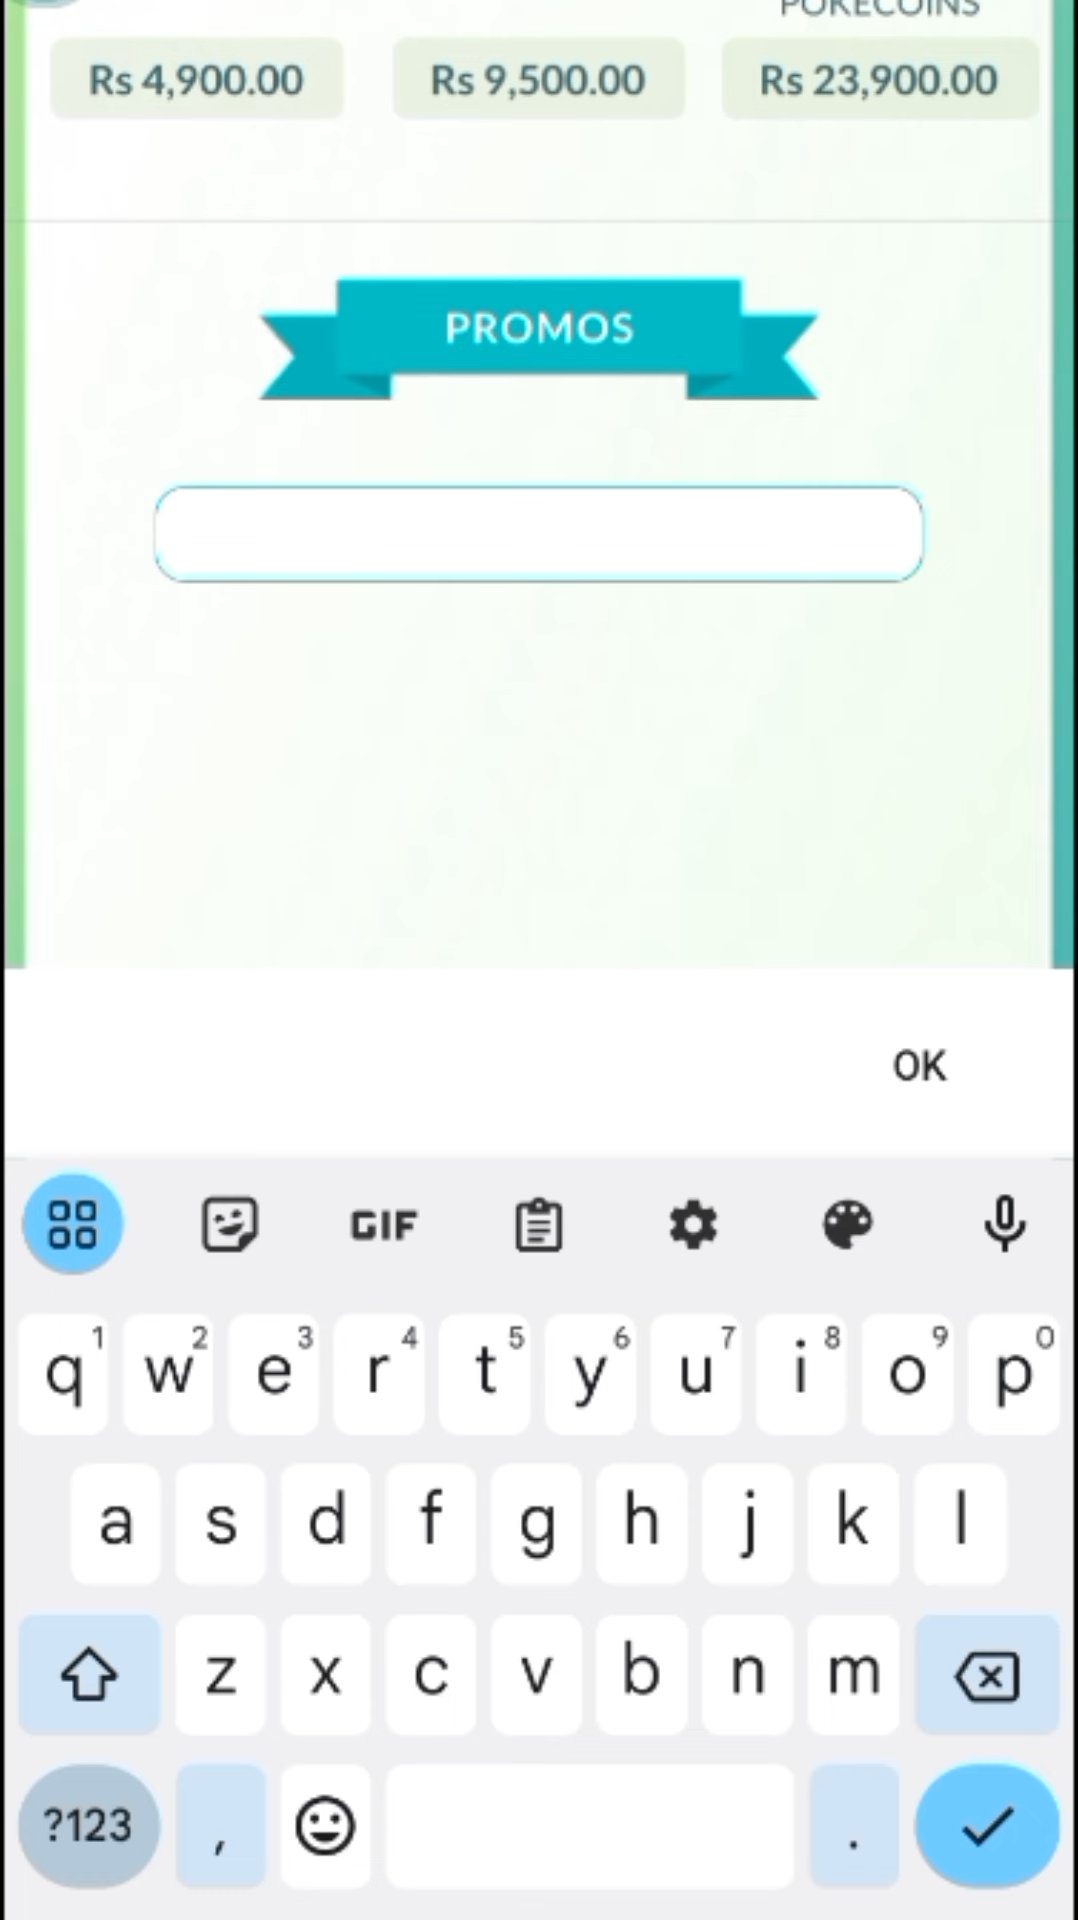 POKECOINS
Rs 4,900.00 Rs 9,500.00 Rs 23,900.00
PROMOS
OK
GIF
q1 w2 e3 r4 t5 y6 u7 i8 o9 p0
a s d f g h j k l
z x c v b n m
?123 , .